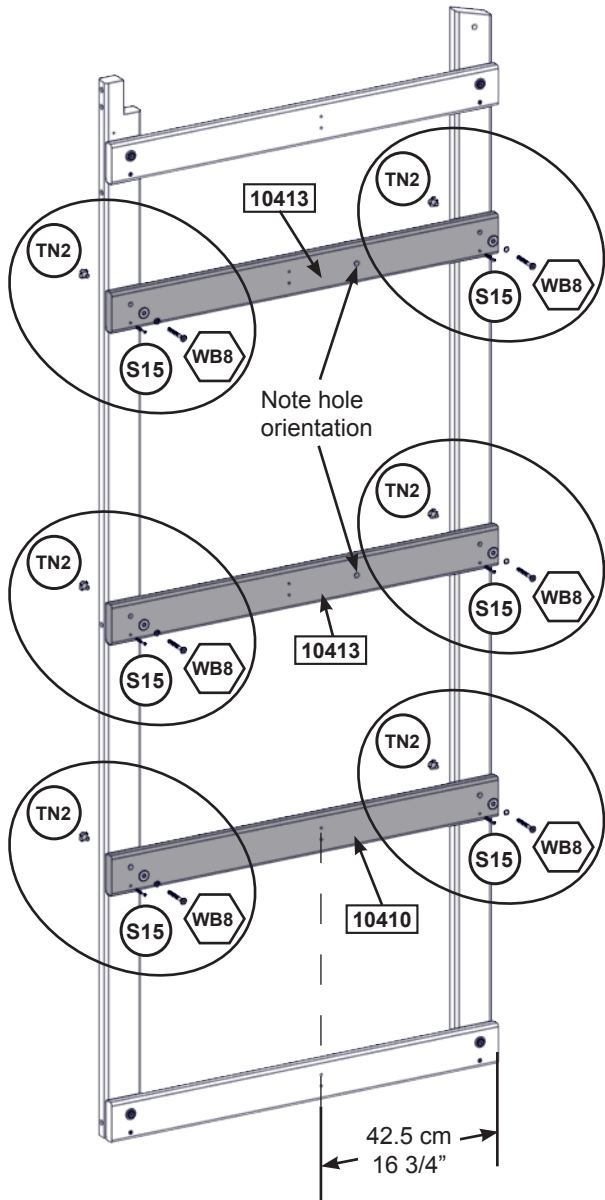 TN2
10413
TN2
S15
WB8
S15
WB8
Note hole
orientation
TN2
TN2
S15
WB8
10413
S15
WB8
TN2
TN2
S15
WB8
10410
S15
WB8
42.5 cm
16 3/4"